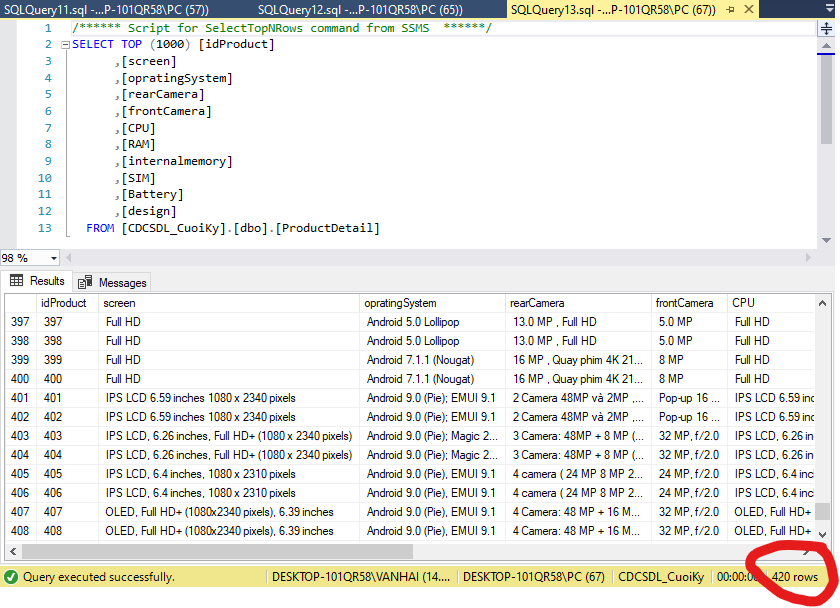 SQLQuery11.sql -...P-101QR58\PC (57)) SQLQuery12.sql -...P-101QR58\PC (65)) SQLQuery13.sql -...P-101QR58\PC (67))
1 /****** Script for SelectTopNRows command from SSMS ******/
2 SELECT TOP (1000) [idProduct]
3 ,[screen]
4 ,[opratingSystem]
5 ,[rearCamera]
6 ,[frontCamera]
7 ,[CPU]
8 ,[RAM]
9 ,[internalmemory]
10 ,[SIM]
11 ,[Battery]
12 ,[design]
13 FROM [CDCSDL_CuoiKy].[dbo].[ProductDetail]
98 %
Results Messages
idProduct screen opratingSystem rearCamera frontCamera CPU
397 397 Full HD Android 5.0 Lollipop 13.0 MP , Full HD 5.0 MP Full HD
398 398 Full HD Android 5.0 Lollipop 13.0 MP , Full HD 5.0 MP Full HD
399 399 Full HD Android 7.1.1 (Nougat) 16 MP , Quay phim 4K 21... 8 MP Full HD
400 400 Full HD Android 7.1.1 (Nougat) 16 MP , Quay phim 4K 21... 8 MP Full HD
401 401 IPS LCD 6.59 inches 1080 x 2340 pixels Android 9.0 (Pie); EMUI 9.1 2 Camera 48MP và 2MP ,... Pop-up 16 ... IPS LCD 6.59 inc
402 402 IPS LCD 6.59 inches 1080 x 2340 pixels Android 9.0 (Pie); EMUI 9.1 2 Camera 48MP và 2MP ,... Pop-up 16 ... IPS LCD 6.59 inc
403 403 IPS LCD, 6.26 inches, Full HD+ (1080 x 2340 pixels) Android 9.0 (Pie); Magic 2... 3 Camera: 48MP + 8 MP (... 32 MP, f/2.0 IPS LCD, 6.26 in
404 404 IPS LCD, 6.26 inches, Full HD+ (1080 x 2340 pixels) Android 9.0 (Pie); Magic 2... 3 Camera: 48MP + 8 MP (... 32 MP, f/2.0 IPS LCD, 6.26 in
405 405 IPS LCD, 6.4 inches, 1080 x 2310 pixels Android 9.0 (Pie), EMUI 9.1 4 camera ( 24 MP 8 MP 2... 24 MP, f/2.0 IPS LCD, 6.4 incl
406 406 IPS LCD, 6.4 inches, 1080 x 2310 pixels Android 9.0 (Pie), EMUI 9.1 4 camera ( 24 MP 8 MP 2... 24 MP, f/2.0 IPS LCD, 6.4 incl
407 407 OLED, Full HD+ (1080x2340 pixels), 6.39 inches Android 9.0 (Pie), EMUI 9.1 4 Camera: 48 MP + 16 M... 32 MP, f/2.0 OLED, Full HD+
408 408 OLED, Full HD+ (1080x2340 pixels), 6.39 inches Android 9.0 (Pie), EMUI 9.1 4 Camera: 48 MP + 16 M... 32 MP, f/2.0 OLED, Full HD+
Query executed successfully. DESKTOP-101QR58\VANHAI (14.... DESKTOP-101QR58\PC (67) CDCSDL_CuoiKy 00:00:0 420 rows